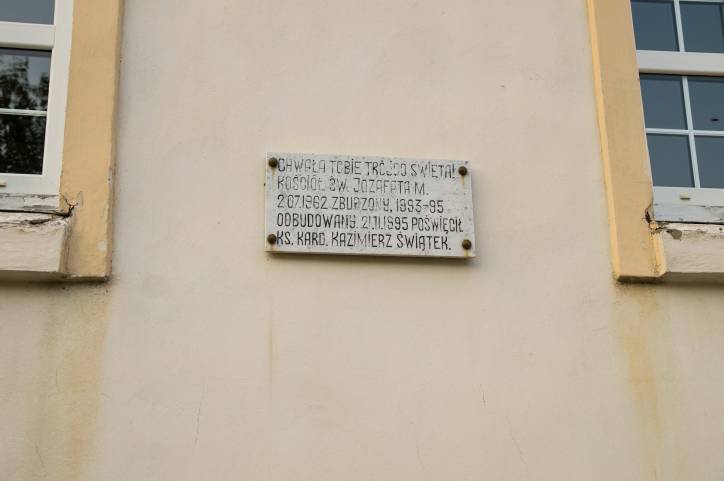 CHWAŁA TOBIE TRÓJCO ŚWIĘTA!
KOŚCIÓŁ ŚW. JOZAFATA M.
2.07.1962 ZBURZONY, 1993-95
ODBUDOWANY. 21.11.1995 POŚWIĘCIŁ
KS. KARD. KAZIMIERZ ŚWIĄTEK.